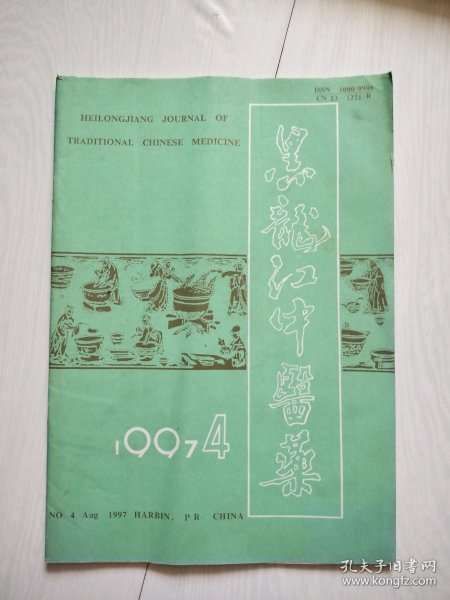 ISSN 1000-9906
CN 23-1221/R
HEILONGJIANG JOURNAL OF
TRADITIONAL CHINESE MEDICINE
黑龍江中醫藥
1997 4
NO 4 Aug 1997 HARBIN, P R CHINA
孔夫子旧书网
www.kongfz.com